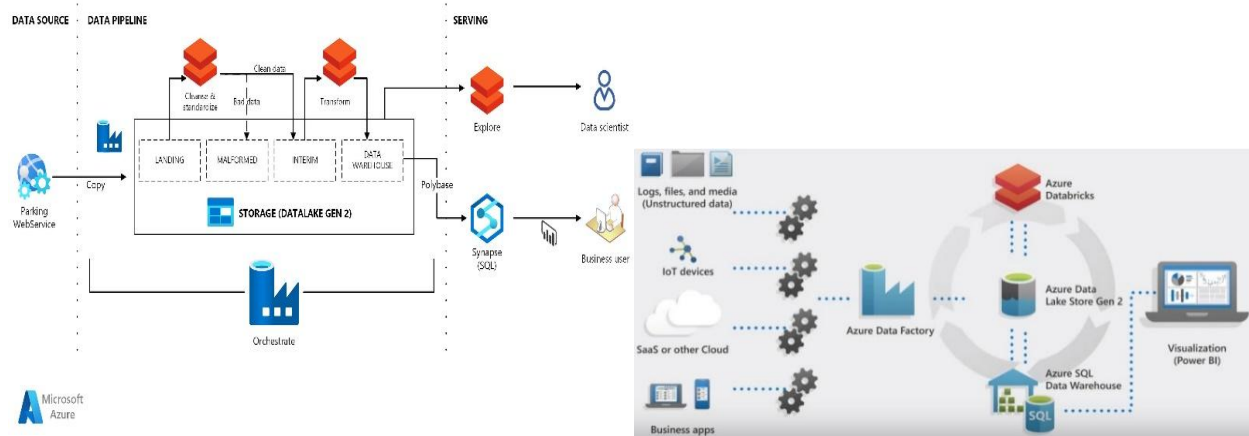 DATA SOURCE
DATA PIPELINE
SERVING
Clean data
Cleanse &
standardize
Bad data
Transform
Explore
Data scientist
LANDING
MALFORMED
INTERIM
DATA
WAREHOUSE
Copy
Polybase
Parking
WebService
STORAGE (DATALAKE GEN 2)
Synapse
(SQL)
Business user
Orchestrate
Microsoft
Azure
Logs, files, and media
(Unstructured data)
IoT devices
SaaS or other Cloud
Business apps
Azure Data Factory
Azure
Databricks
Azure Data
Lake Store Gen 2
Azure SQL
Data Warehouse
SQL
Visualization
(Power BI)